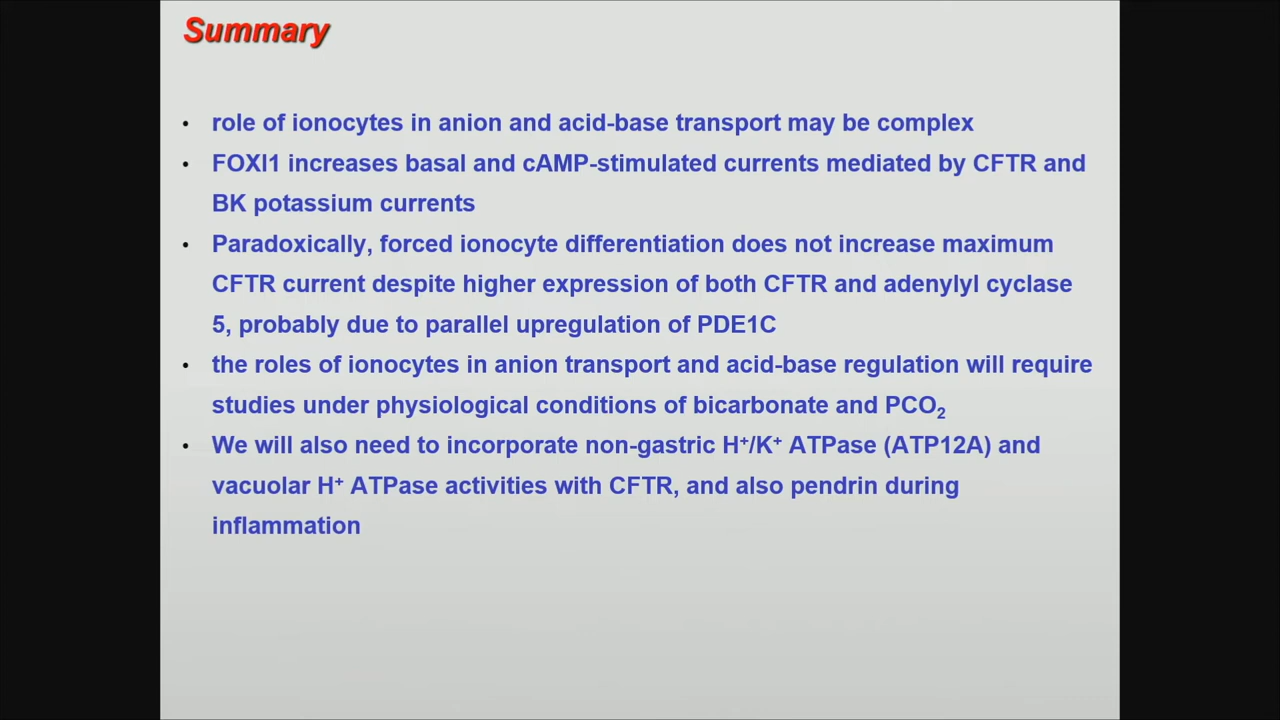 Summary
• role of ionocytes in anion and acid-base transport may be complex
• FOXI1 increases basal and cAMP-stimulated currents mediated by CFTR and
BK potassium currents
• Paradoxically, forced ionocyte differentiation does not increase maximum
CFTR current despite higher expression of both CFTR and adenylyl cyclase
5, probably due to parallel upregulation of PDE1C
• the roles of ionocytes in anion transport and acid-base regulation will require
studies under physiological conditions of bicarbonate and PCO₂
• We will also need to incorporate non-gastric H⁺/K⁺ ATPase (ATP12A) and
vacuolar H⁺ ATPase activities with CFTR, and also pendrin during
inflammation